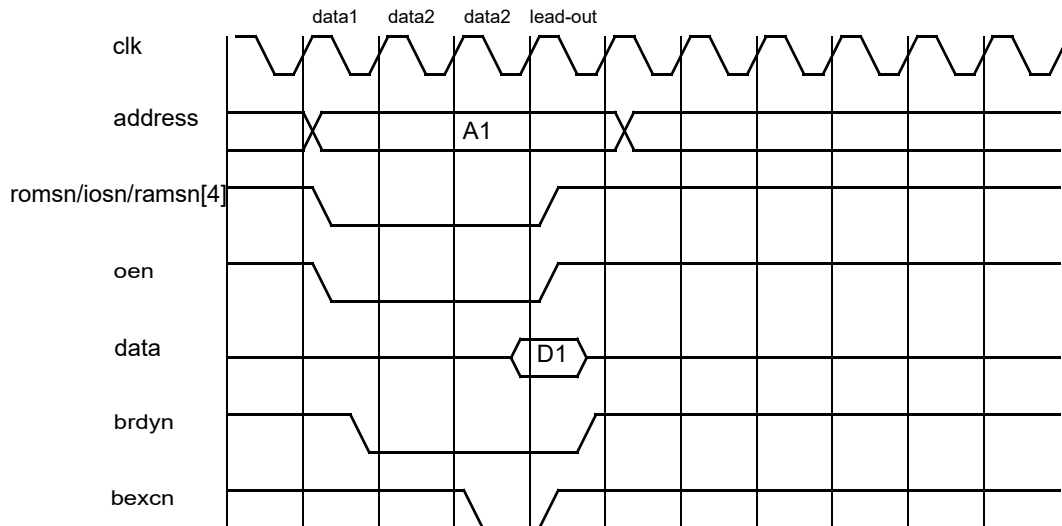 data1 data2 data2 lead-out
clk
address
A1
romsn/iosn/ramsn[4]
oen
data
D1
brdyn
bexcn